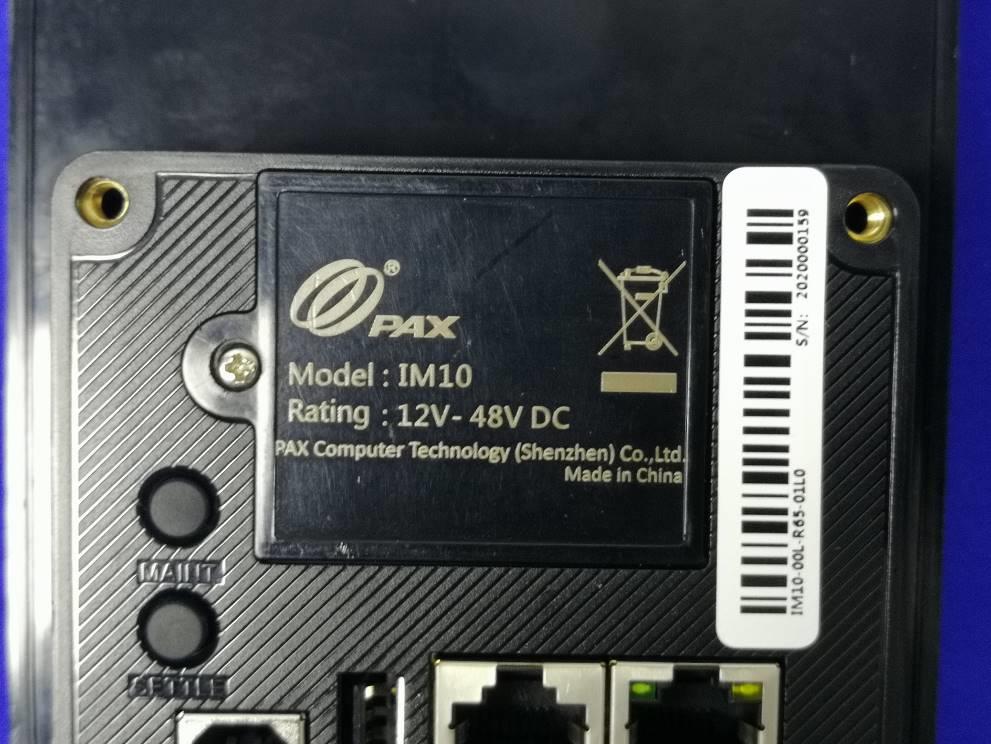 ®
PAX
Model : IM10
Rating : 12V- 48V DC
PAX Computer Technology (Shenzhen) Co.,Ltd.
Made in China
S/N: 2020000159
IM10-00L-R65-01L0
MAINT
SETTLE